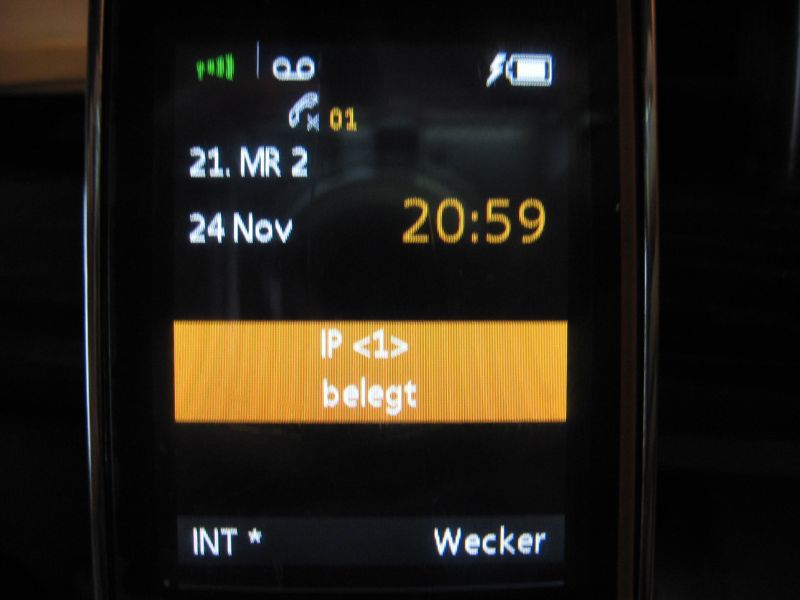 01
21. MR 2
24 Nov 20:59
IP <1>
belegt
INT * Wecker